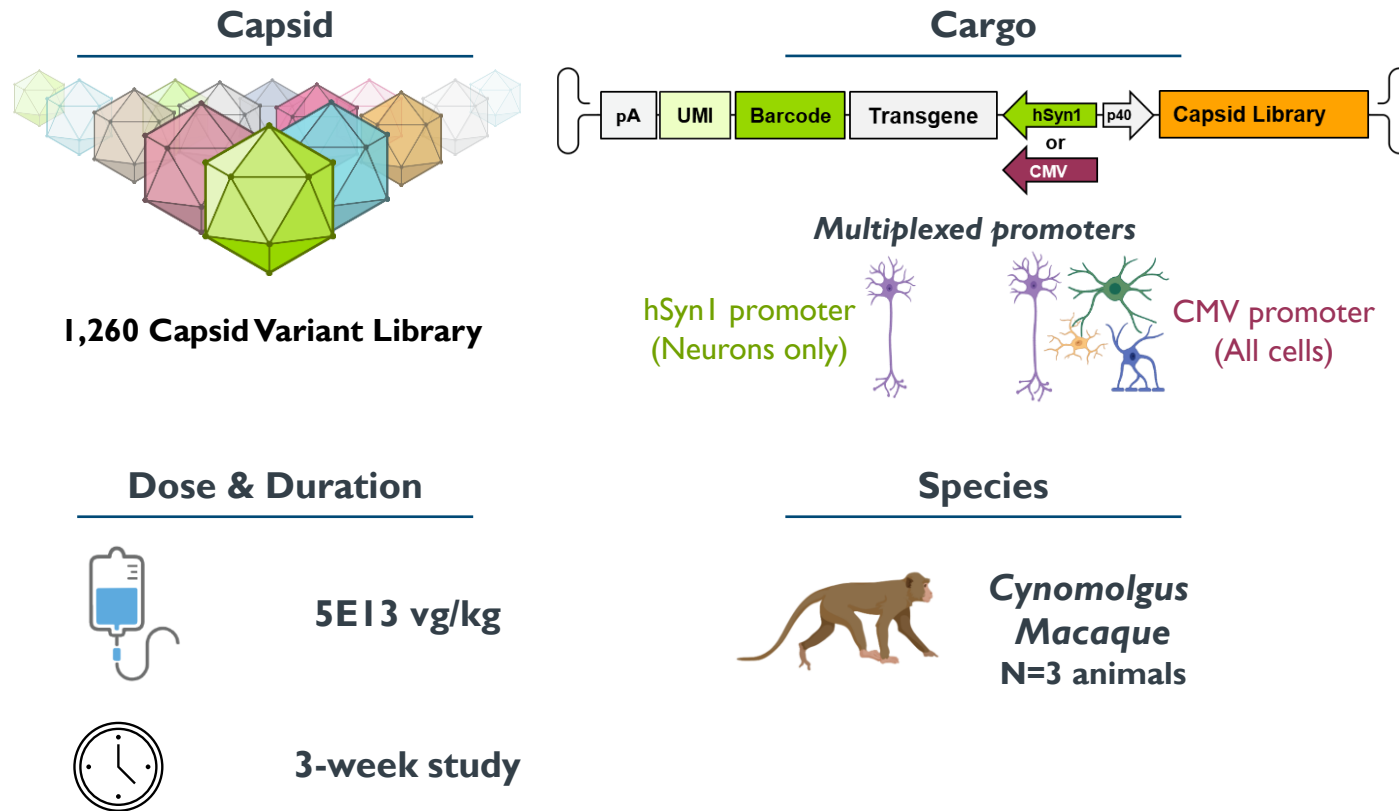 Capsid
1,260 Capsid Variant Library
Cargo
pA UMI Barcode Transgene hSyn1 p40 Capsid Library
or
CMV
Multiplexed promoters
hSyn1 promoter
(Neurons only)
CMV promoter
(All cells)
Dose & Duration
5E13 vg/kg
3-week study
Species
Cynomolgus
Macaque
N=3 animals